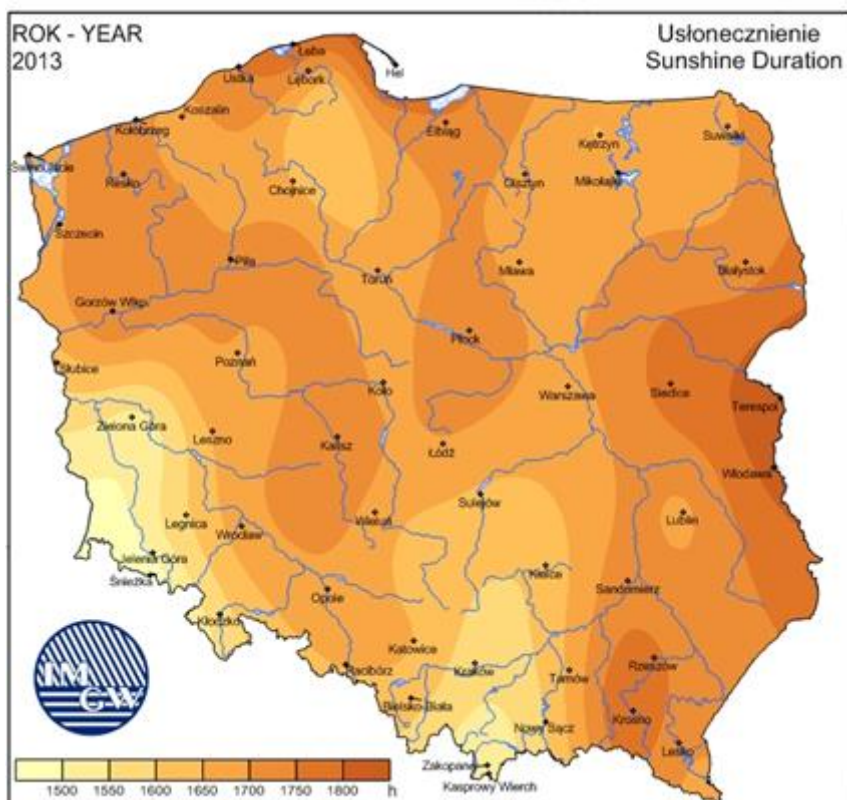 ROK - YEAR
2013
Usłonecznienie
Sunshine Duration
Łeba
Hel
Ustka
Lębork
Koszalin
Kołobrzeg
Elbląg
Kętrzyn
Suwałki
Świnoujście
Resko
Chojnice
Olsztyn
Mikołajki
Szczecin
Piła
Toruń
Mława
Białystok
Gorzów Wlkp.
Płock
Słubice
Poznań
Koło
Warszawa
Siedlce
Terespol
Zielona Góra
Leszno
Kalisz
Łódź
Włodawa
Sulejów
Legnica
Wrocław
Wieluń
Lublin
Jelenia Góra
Śnieżka
Kielce
Sandomierz
Opole
Kłodzko
Katowice
Kraków
Racibórz
Tarnów
Rzeszów
Bielsko-Biała
Nowy Sącz
Krosno
Lesko
Zakopane
Kasprowy Wierch
IM
GW
1500 1550 1600 1650 1700 1750 1800 h